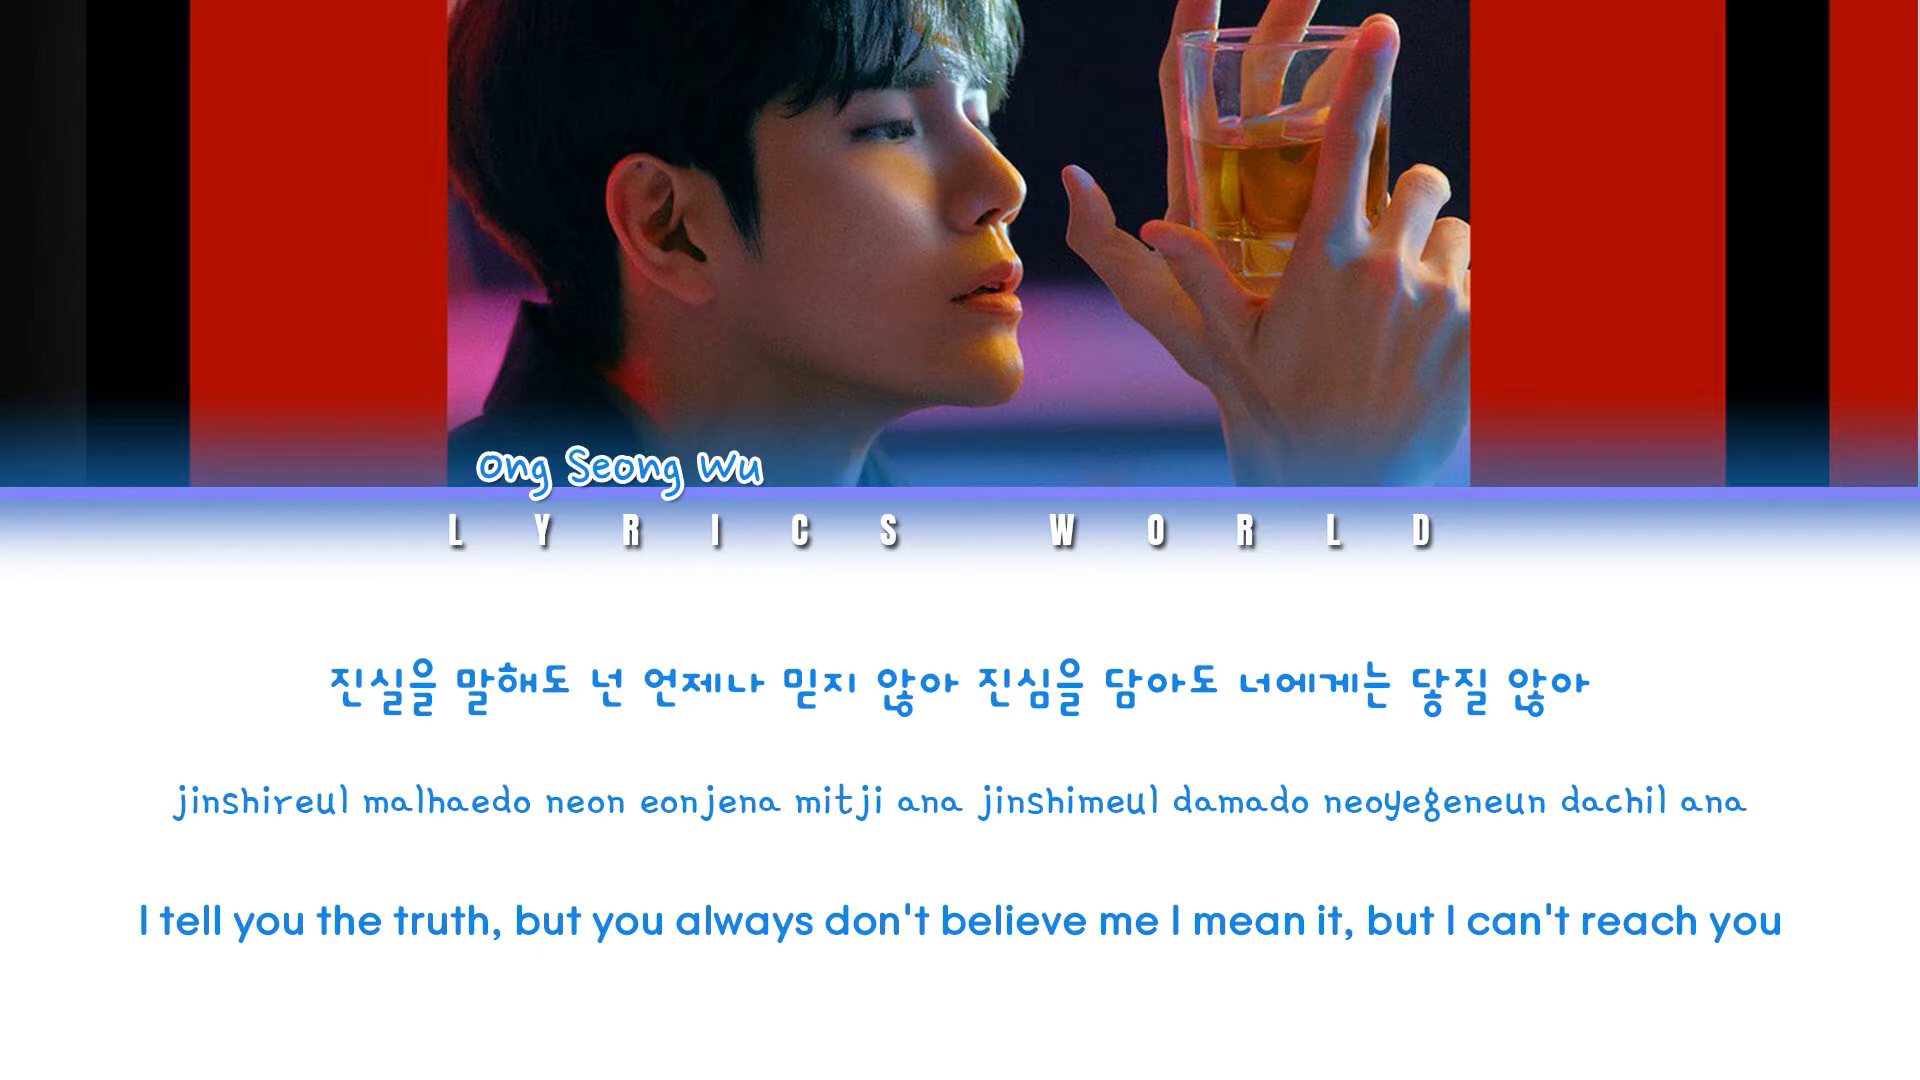 Ong Seong Wu
LYRICS WORLD
진실을 말해도 넌 언제나 믿지 않아 진심을 담아도 너에게는 닿질 않아
jinshireul malhaedo neon eonjena mitji ana jinshimeul damado neoyegeneun dachil ana
I tell you the truth, but you always don't believe me I mean it, but I can't reach you